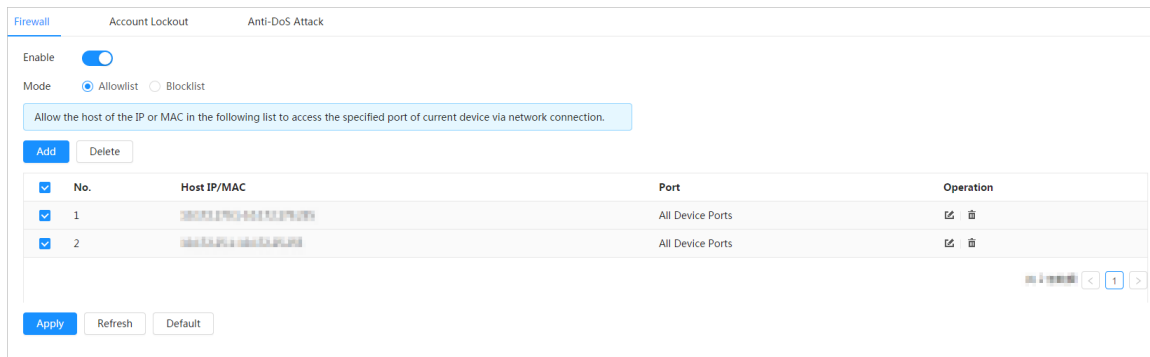 Firewall Account Lockout Anti-DoS Attack
Enable
Mode Allowlist Blocklist
Allow the host of the IP or MAC in the following list to access the specified port of current device via network connection.
Add Delete
No. Host IP/MAC Port Operation
1 All Device Ports
2 All Device Ports
1
Apply Refresh Default